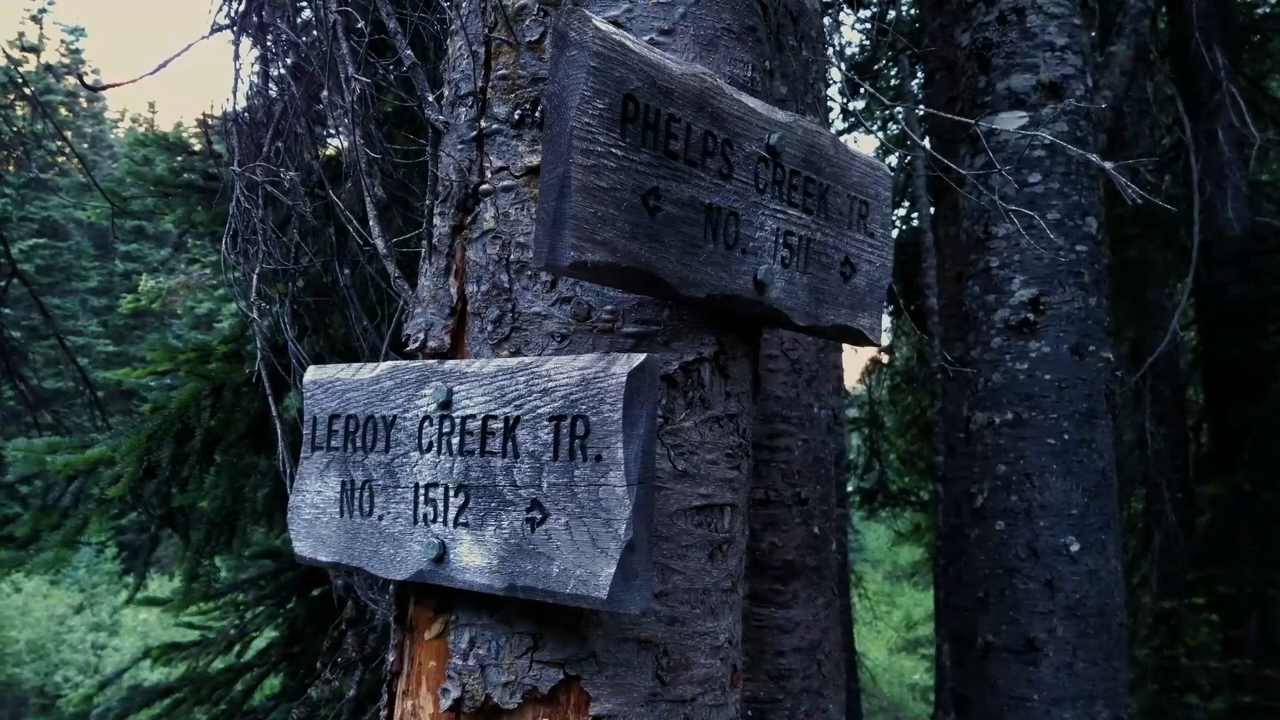 PHELPS CREEK TR.
← NO. 1511 →
LEROY CREEK TR.
NO. 1512 →